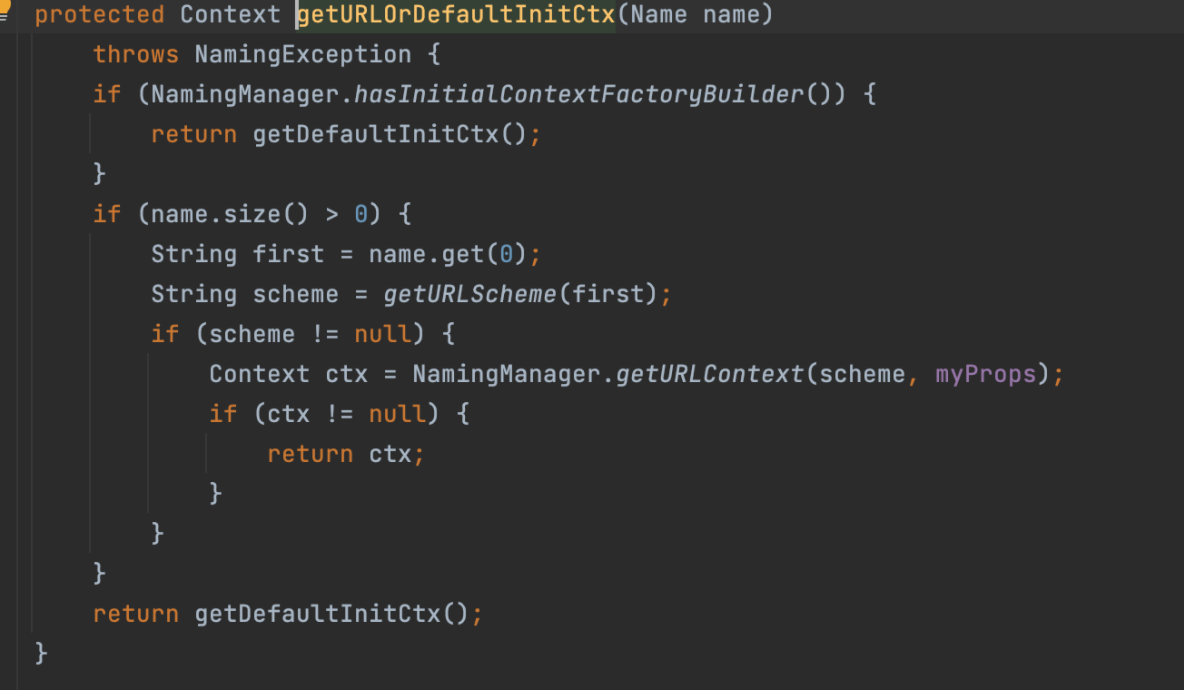 protected Context getURLOrDefaultInitCtx(Name name)
    throws NamingException {
    if (NamingManager.hasInitialContextFactoryBuilder()) {
        return getDefaultInitCtx();
    }
    if (name.size() > 0) {
        String first = name.get(0);
        String scheme = getURLScheme(first);
        if (scheme != null) {
            Context ctx = NamingManager.getURLContext(scheme, myProps);
            if (ctx != null) {
                return ctx;
            }
        }
    }
    return getDefaultInitCtx();
}